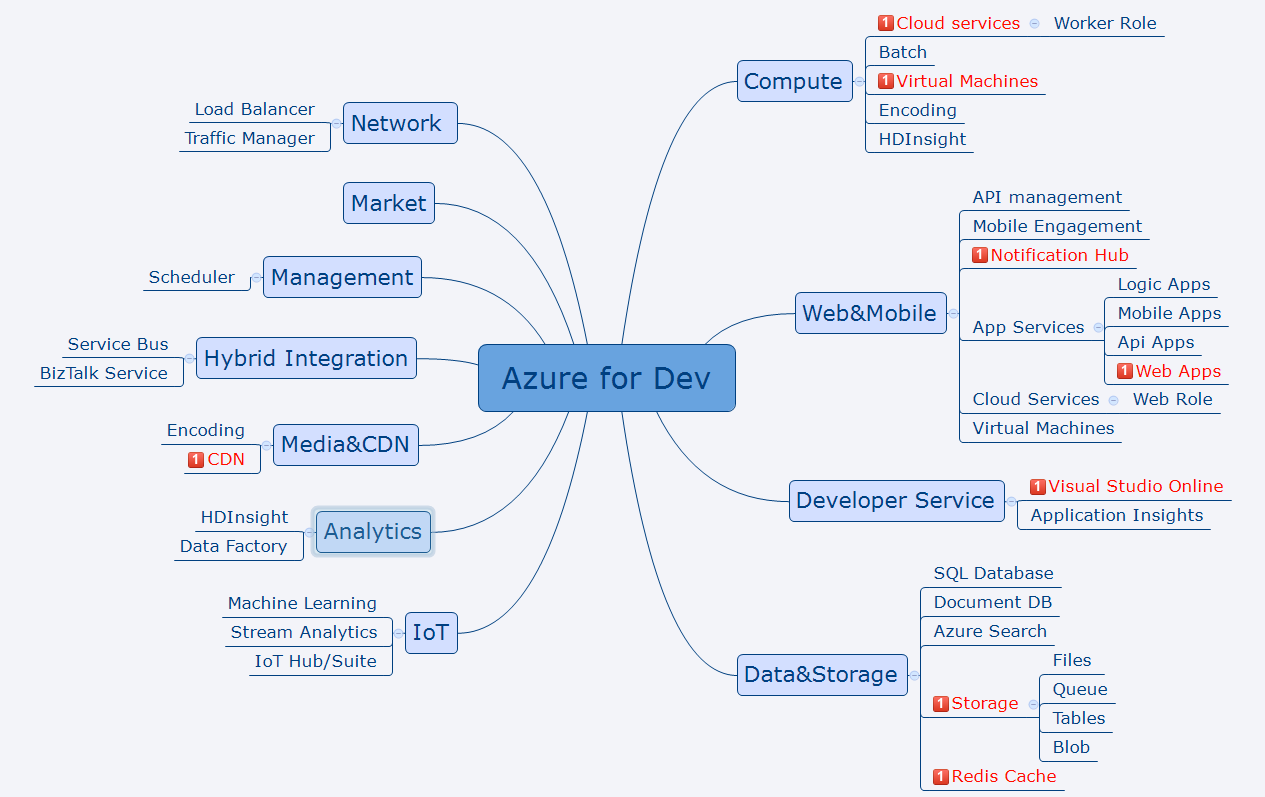 Azure for Dev
Compute
1 Cloud services
Worker Role
Batch
1 Virtual Machines
Encoding
HDInsight
Web&Mobile
API management
Mobile Engagement
1 Notification Hub
App Services
Logic Apps
Mobile Apps
Api Apps
1 Web Apps
Cloud Services
Web Role
Virtual Machines
Developer Service
1 Visual Studio Online
Application Insights
Data&Storage
SQL Database
Document DB
Azure Search
1 Storage
Files
Queue
Tables
Blob
1 Redis Cache
Network
Load Balancer
Traffic Manager
Market
Management
Scheduler
Hybrid Integration
Service Bus
BizTalk Service
Media&CDN
Encoding
1 CDN
Analytics
HDInsight
Data Factory
IoT
Machine Learning
Stream Analytics
IoT Hub/Suite